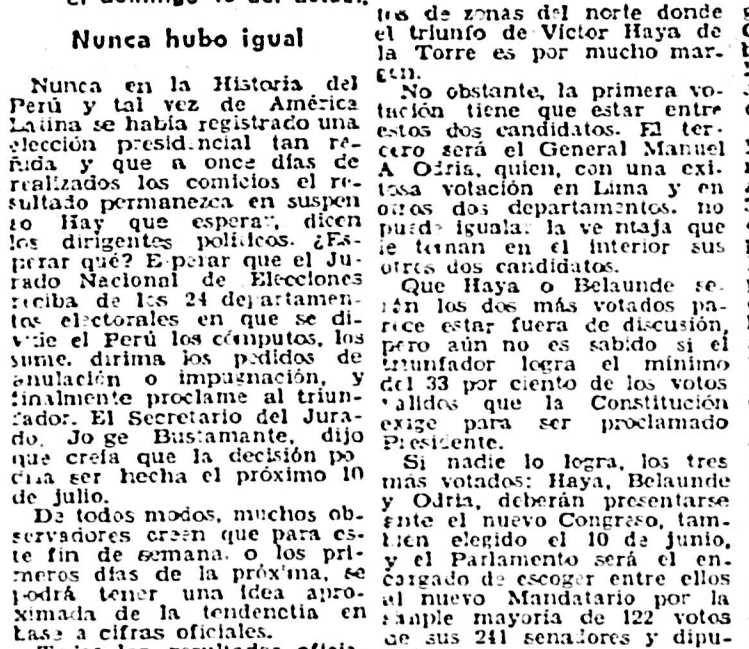 el domingo 10 del actual.
Nunca hubo igual
Nunca en la Historia del
Perú y tal vez de América
Latina se había registrado una
elección presidencial tan re-
ñida y que a once días de
realizados los comicios el re-
sultado permanezca en suspen
so Hay que esperar, dicen
los dirigentes políticos. ¿Es-
perar qué? Esperar que el Ju-
rado Nacional de Elecciones
reciba de los 24 departamen-
tos electorales en que se di-
vide el Perú los cómputos, los
sume, dirima los pedidos de
anulación o impugnación, y
finalmente proclame al triun-
fador. El Secretario del Jura-
do, Jorge Bustamante, dijo
que creía que la decisión po
dría ser hecha el próximo 10
de julio.
De todos modos, muchos ob-
servadores creen que para es-
te fin de semana, o los pri-
meros días de la próxima, se
podrá tener una idea apro-
ximada de la tendenctia en
base a cifras oficiales.
los resultados oficia-
tos de zonas del norte donde
el triunfo de Víctor Haya de
la Torre es por mucho mar-
gen.
No obstante, la primera vo-
tación tiene que estar entre
estos dos candidatos. El ter-
cero será el General Manuel
A Odría, quien, con una exi-
tosa votación en Lima y en
otros dos departamentos, no
puede igualar la ventaja que
le toman en el interior sus
otros dos candidatos.
Que Haya o Belaunde se-
rán los dos más votados pa-
rece estar fuera de discusión,
pero aún no es sabido si el
triunfador logra el mínimo
del 33 por ciento de los votos
válidos que la Constitución
exige para ser proclamado
Presidente.
Si nadie lo logra, los tres
más votados: Haya, Belaunde
y Odría, deberán presentarse
ante el nuevo Congreso, tam-
bien elegido el 10 de junio,
y el Parlamento será el en-
cargado de escoger entre ellos
al nuevo Mandatario por la
simple mayoría de 122 votos
de sus 241 senadores y dipu-